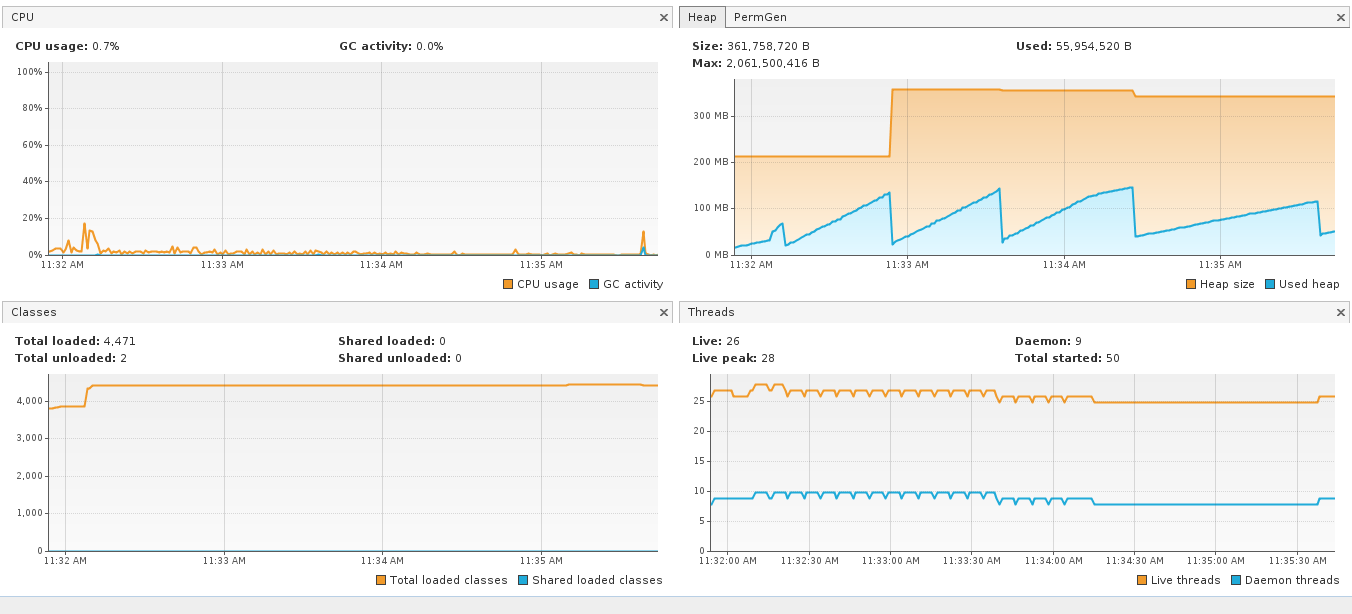 CPU
CPU usage: 0.7%
GC activity: 0.0%
100%
80%
60%
40%
20%
0%
11:32 AM
11:33 AM
11:34 AM
11:35 AM
CPU usage
GC activity
Heap
PermGen
Size: 361,758,720 B
Used: 55,954,520 B
Max: 2,061,500,416 B
300 MB
200 MB
100 MB
0 MB
11:32 AM
11:33 AM
11:34 AM
11:35 AM
Heap size
Used heap
Classes
Total loaded: 4,471
Shared loaded: 0
Total unloaded: 2
Shared unloaded: 0
4,000
3,000
2,000
1,000
0
11:32 AM
11:33 AM
11:34 AM
11:35 AM
Total loaded classes
Shared loaded classes
Threads
Live: 26
Daemon: 9
Live peak: 28
Total started: 50
25
20
15
10
5
0
11:32:00 AM
11:32:30 AM
11:33:00 AM
11:33:30 AM
11:34:00 AM
11:34:30 AM
11:35:00 AM
11:35:30 AM
Live threads
Daemon threads